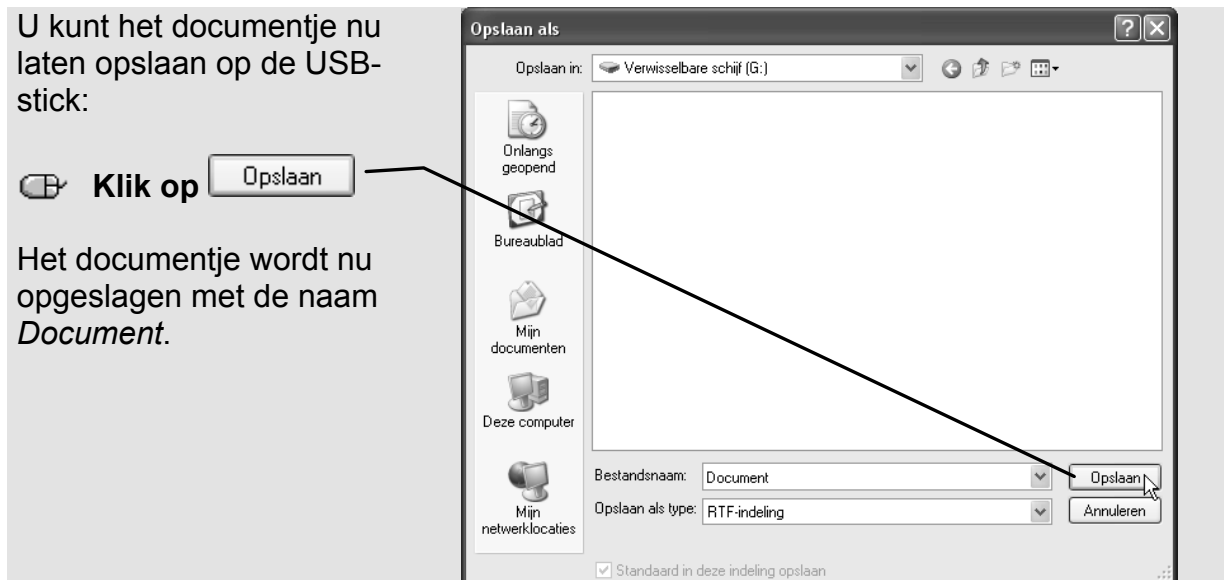 U kunt het documentje nu
laten opslaan op de USB-
stick:
Klik op Opslaan
Het documentje wordt nu
opgeslagen met de naam
Document.
Opslaan als
Opslaan in: Verwisselbare schijf (G:)
Onlangs
geopend
Bureaublad
Mijn
documenten
Deze computer
Mijn
netwerklocaties
Bestandsnaam: Document Opslaan
Opslaan als type: RTF-indeling Annuleren
Standaard in deze indeling opslaan